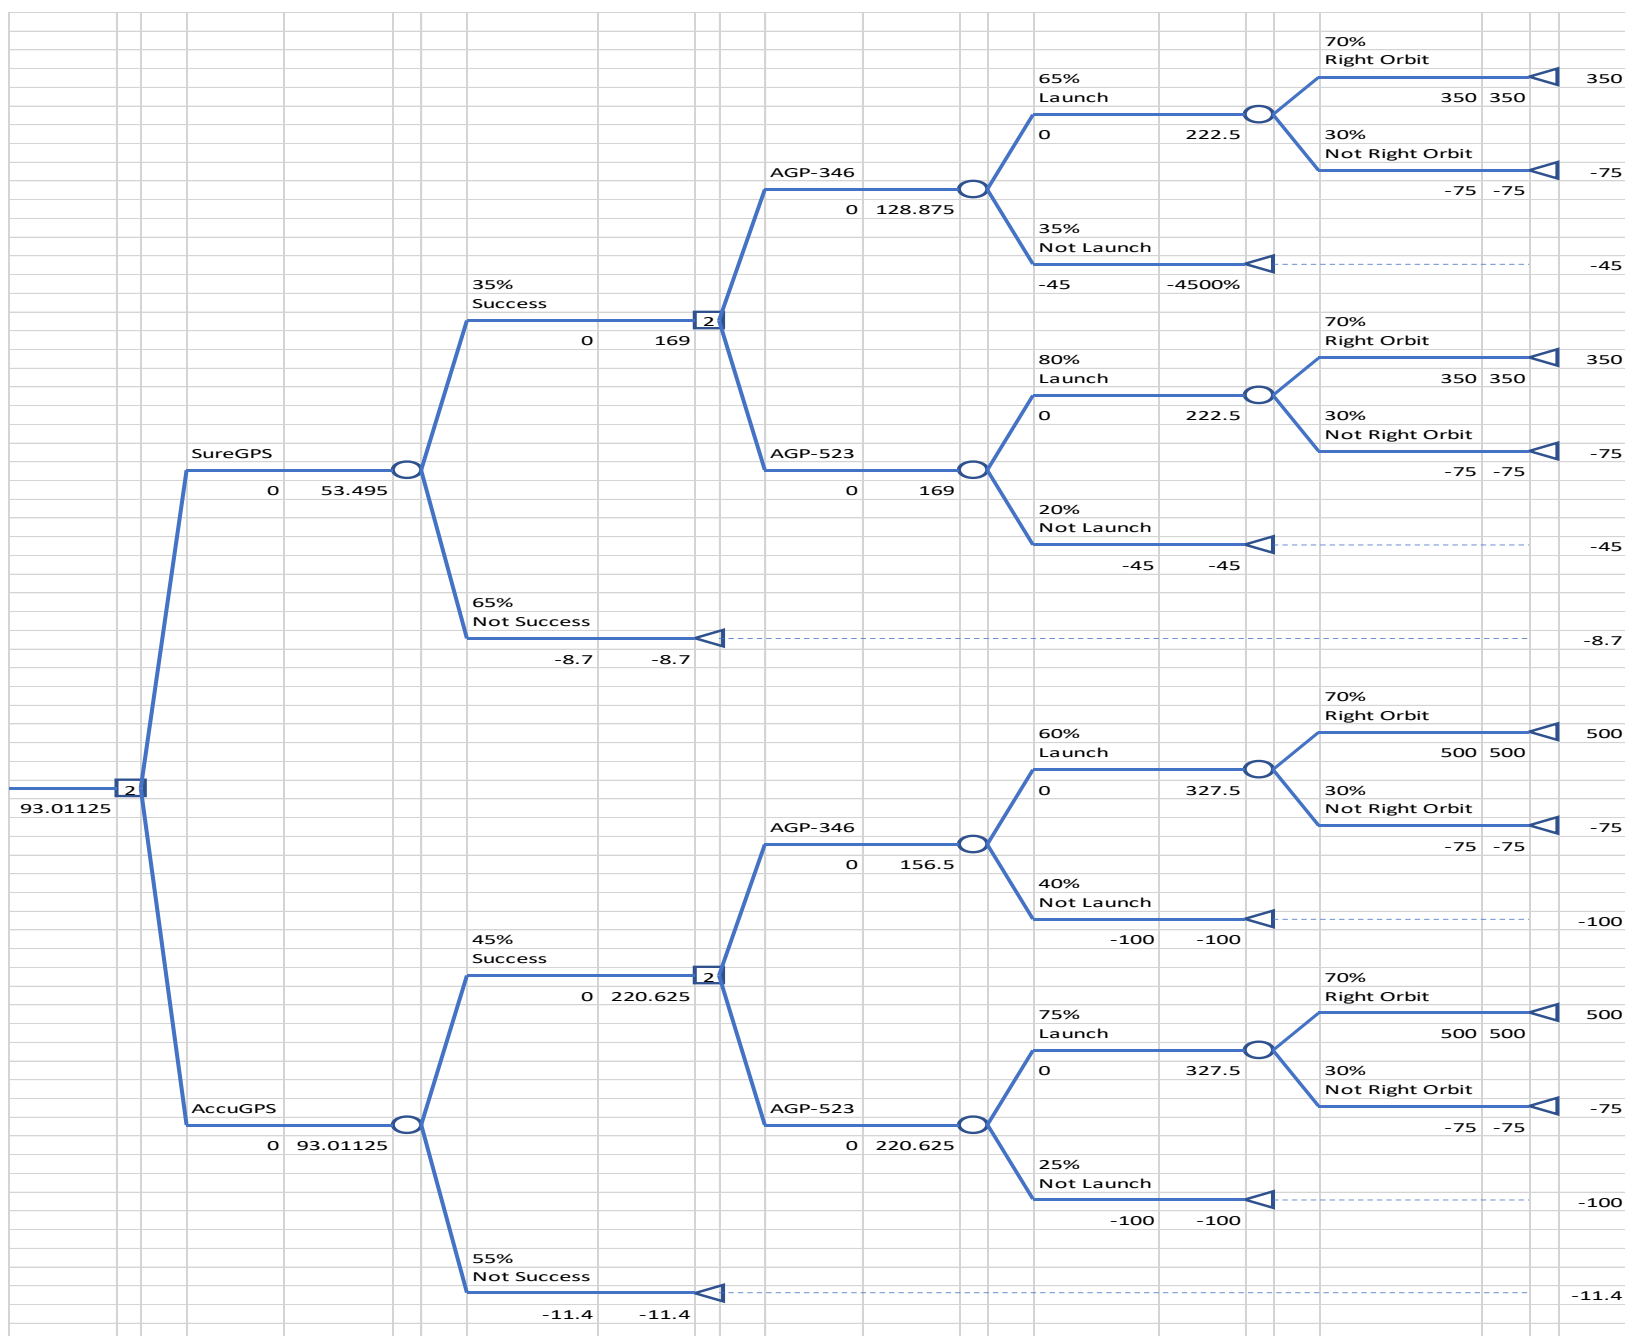 70%
Right Orbit
350
350 350
65%
Launch
0 222.5
30%
Not Right Orbit
-75
-75 -75
AGP-346
0 128.875
35%
Not Launch
-45
-45 -4500%
35%
Success
2
0 169
70%
Right Orbit
350
350 350
80%
Launch
0 222.5
30%
Not Right Orbit
-75
-75 -75
SureGPS
0 53.495
AGP-523
0 169
20%
Not Launch
-45
-45 -45
65%
Not Success
-8.7
-8.7 -8.7
70%
Right Orbit
500
500 500
60%
Launch
0 327.5
2
93.01125
30%
Not Right Orbit
-75
-75 -75
AGP-346
0 156.5
40%
Not Launch
-100
-100 -100
45%
Success
2
0 220.625
70%
Right Orbit
500
500 500
75%
Launch
0 327.5
30%
Not Right Orbit
-75
-75 -75
AccuGPS
0 93.01125
AGP-523
0 220.625
25%
Not Launch
-100
-100 -100
55%
Not Success
-11.4
-11.4 -11.4